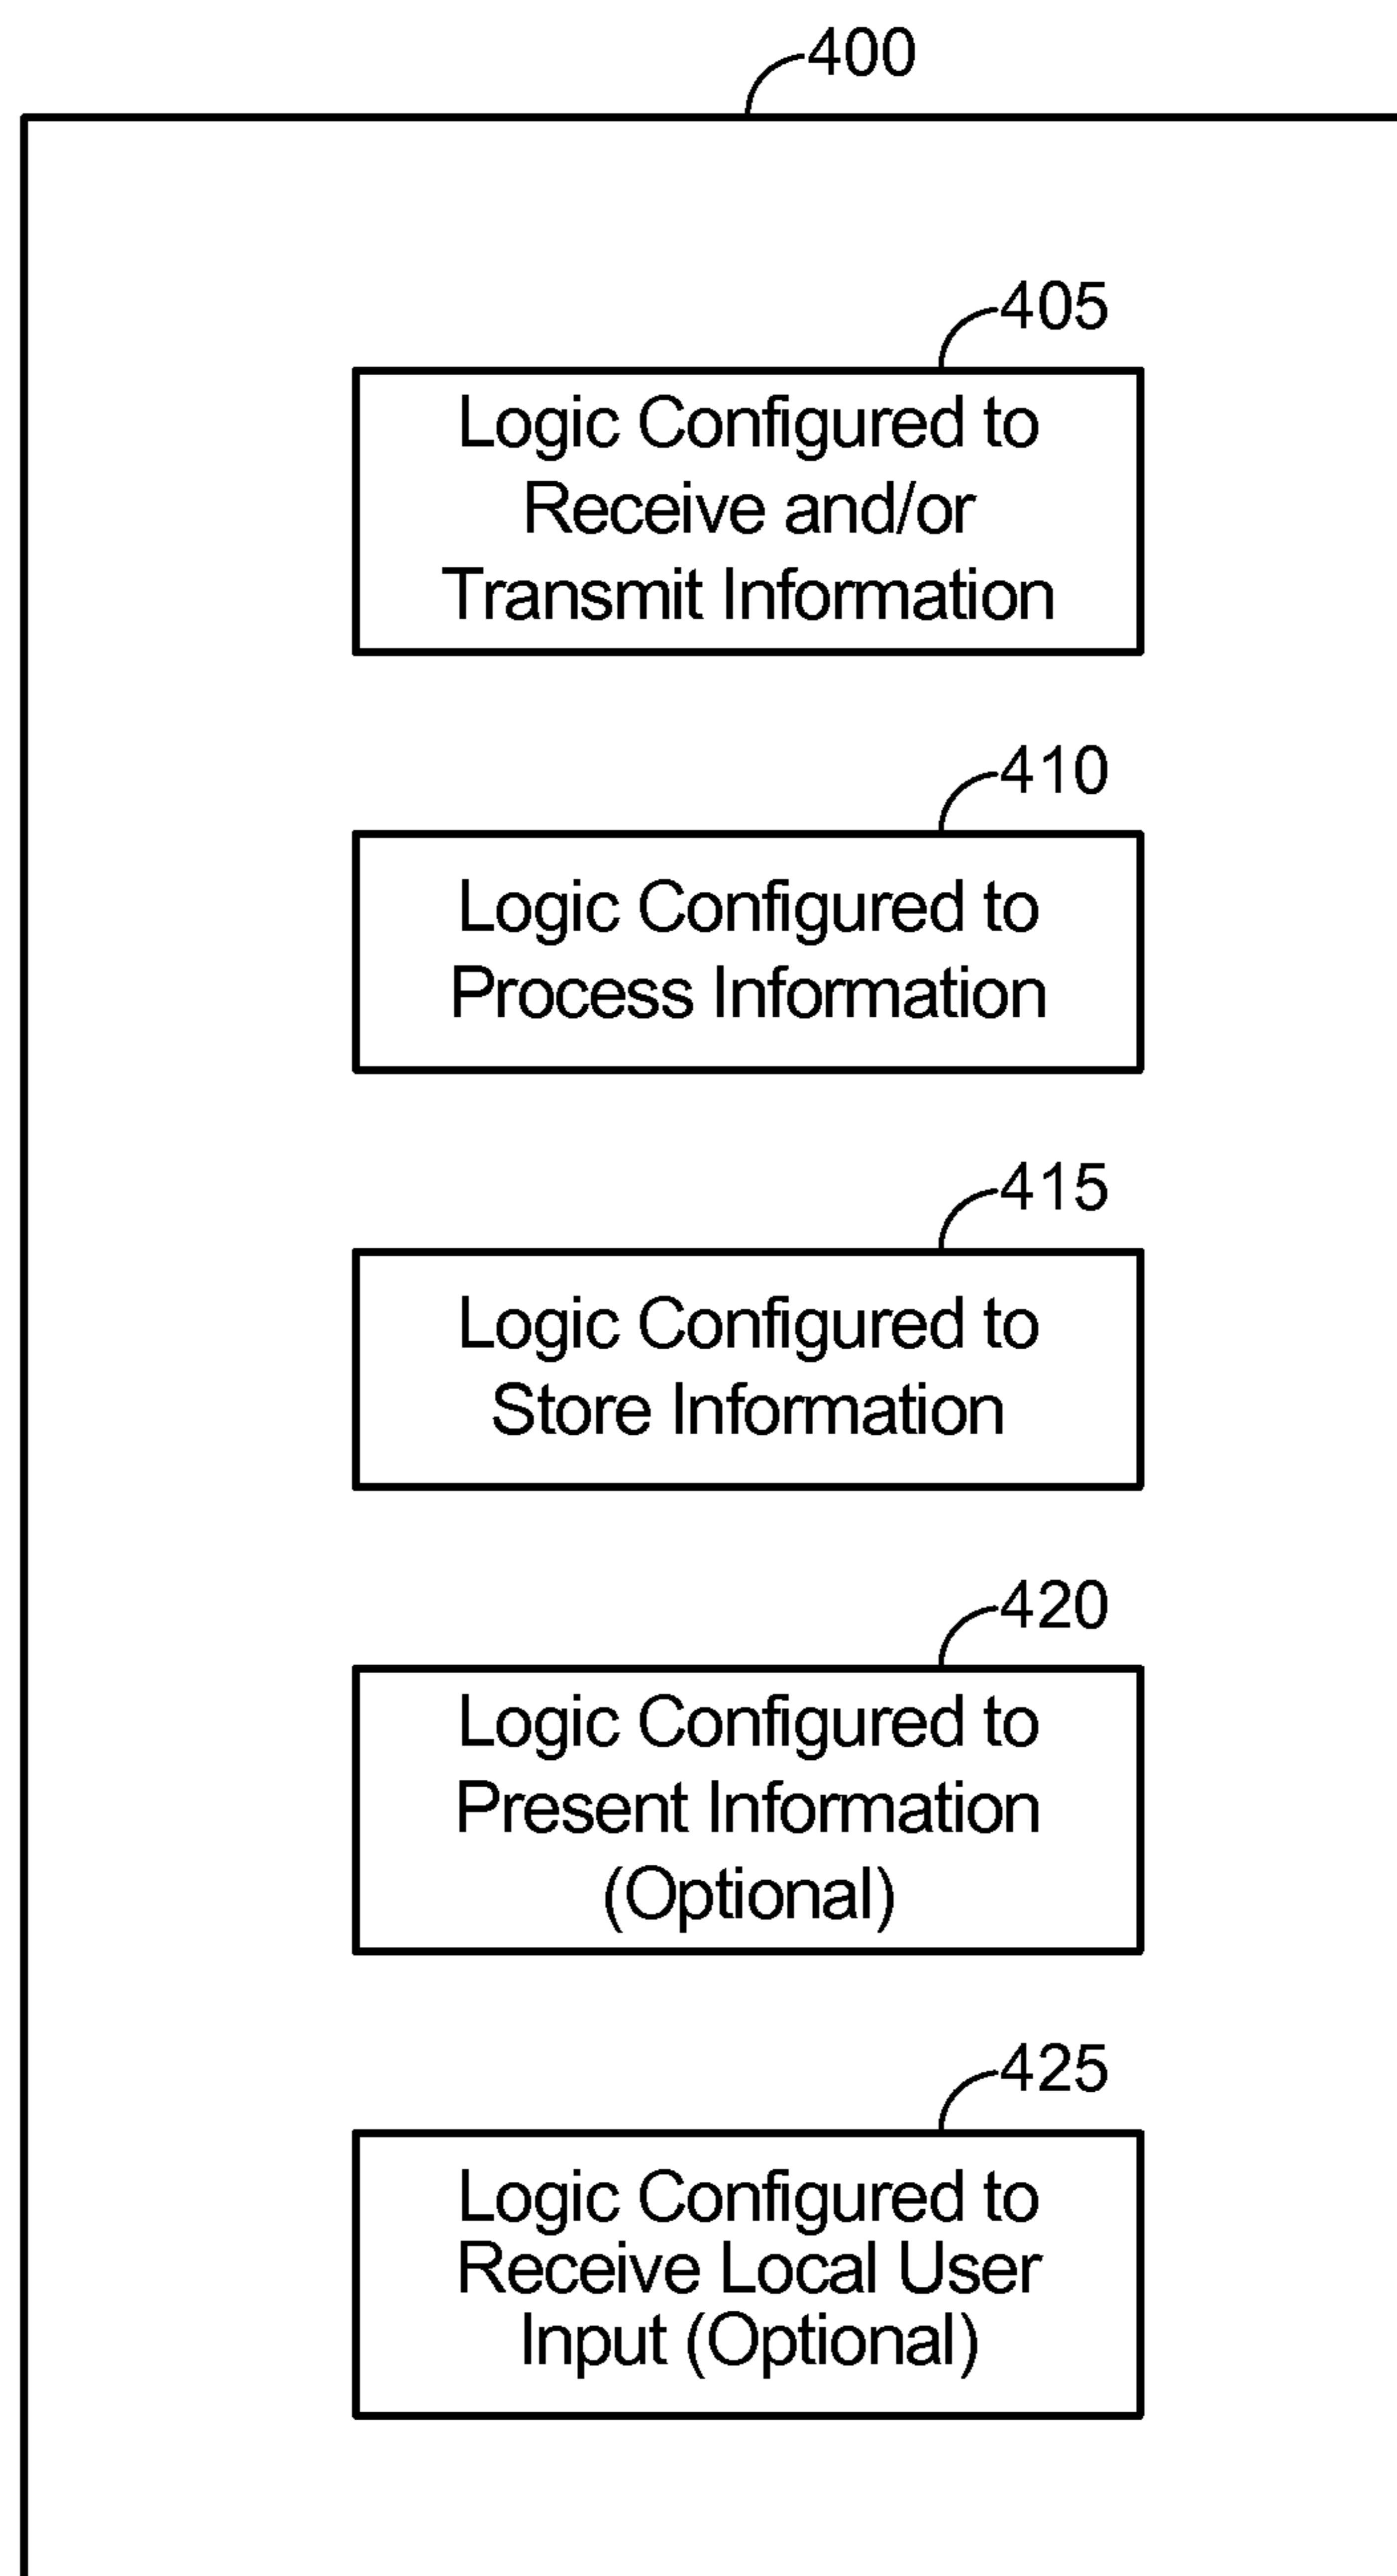 400
405
Logic Configured to
Receive and/or
Transmit Information
410
Logic Configured to
Process Information
415
Logic Configured to
Store Information
420
Logic Configured to
Present Information
(Optional)
425
Logic Configured to
Receive Local User
Input (Optional)